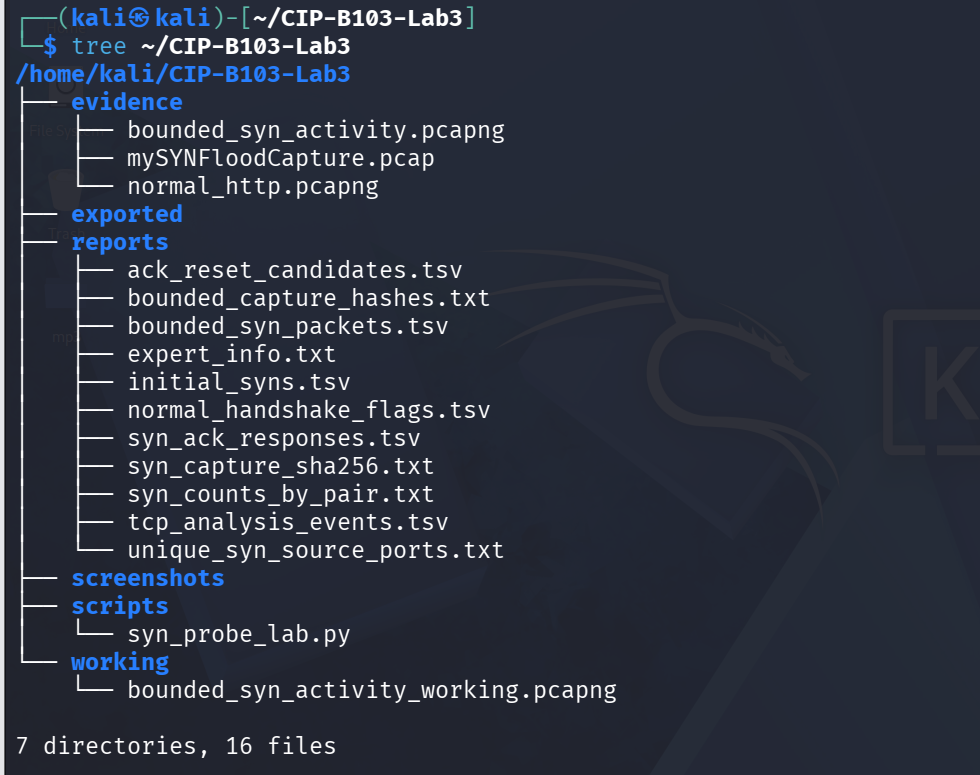 ┌──(kali㉿kali)-[~/CIP-B103-Lab3]
└─$ tree ~/CIP-B103-Lab3
/home/kali/CIP-B103-Lab3
├── evidence
│   ├── bounded_syn_activity.pcapng
│   ├── mySYNFloodCapture.pcap
│   └── normal_http.pcapng
├── exported
├── reports
│   ├── ack_reset_candidates.tsv
│   ├── bounded_capture_hashes.txt
│   ├── bounded_syn_packets.tsv
│   ├── expert_info.txt
│   ├── initial_syns.tsv
│   ├── normal_handshake_flags.tsv
│   ├── syn_ack_responses.tsv
│   ├── syn_capture_sha256.txt
│   ├── syn_counts_by_pair.txt
│   ├── tcp_analysis_events.tsv
│   └── unique_syn_source_ports.txt
├── screenshots
├── scripts
│   └── syn_probe_lab.py
└── working
    └── bounded_syn_activity_working.pcapng

7 directories, 16 files